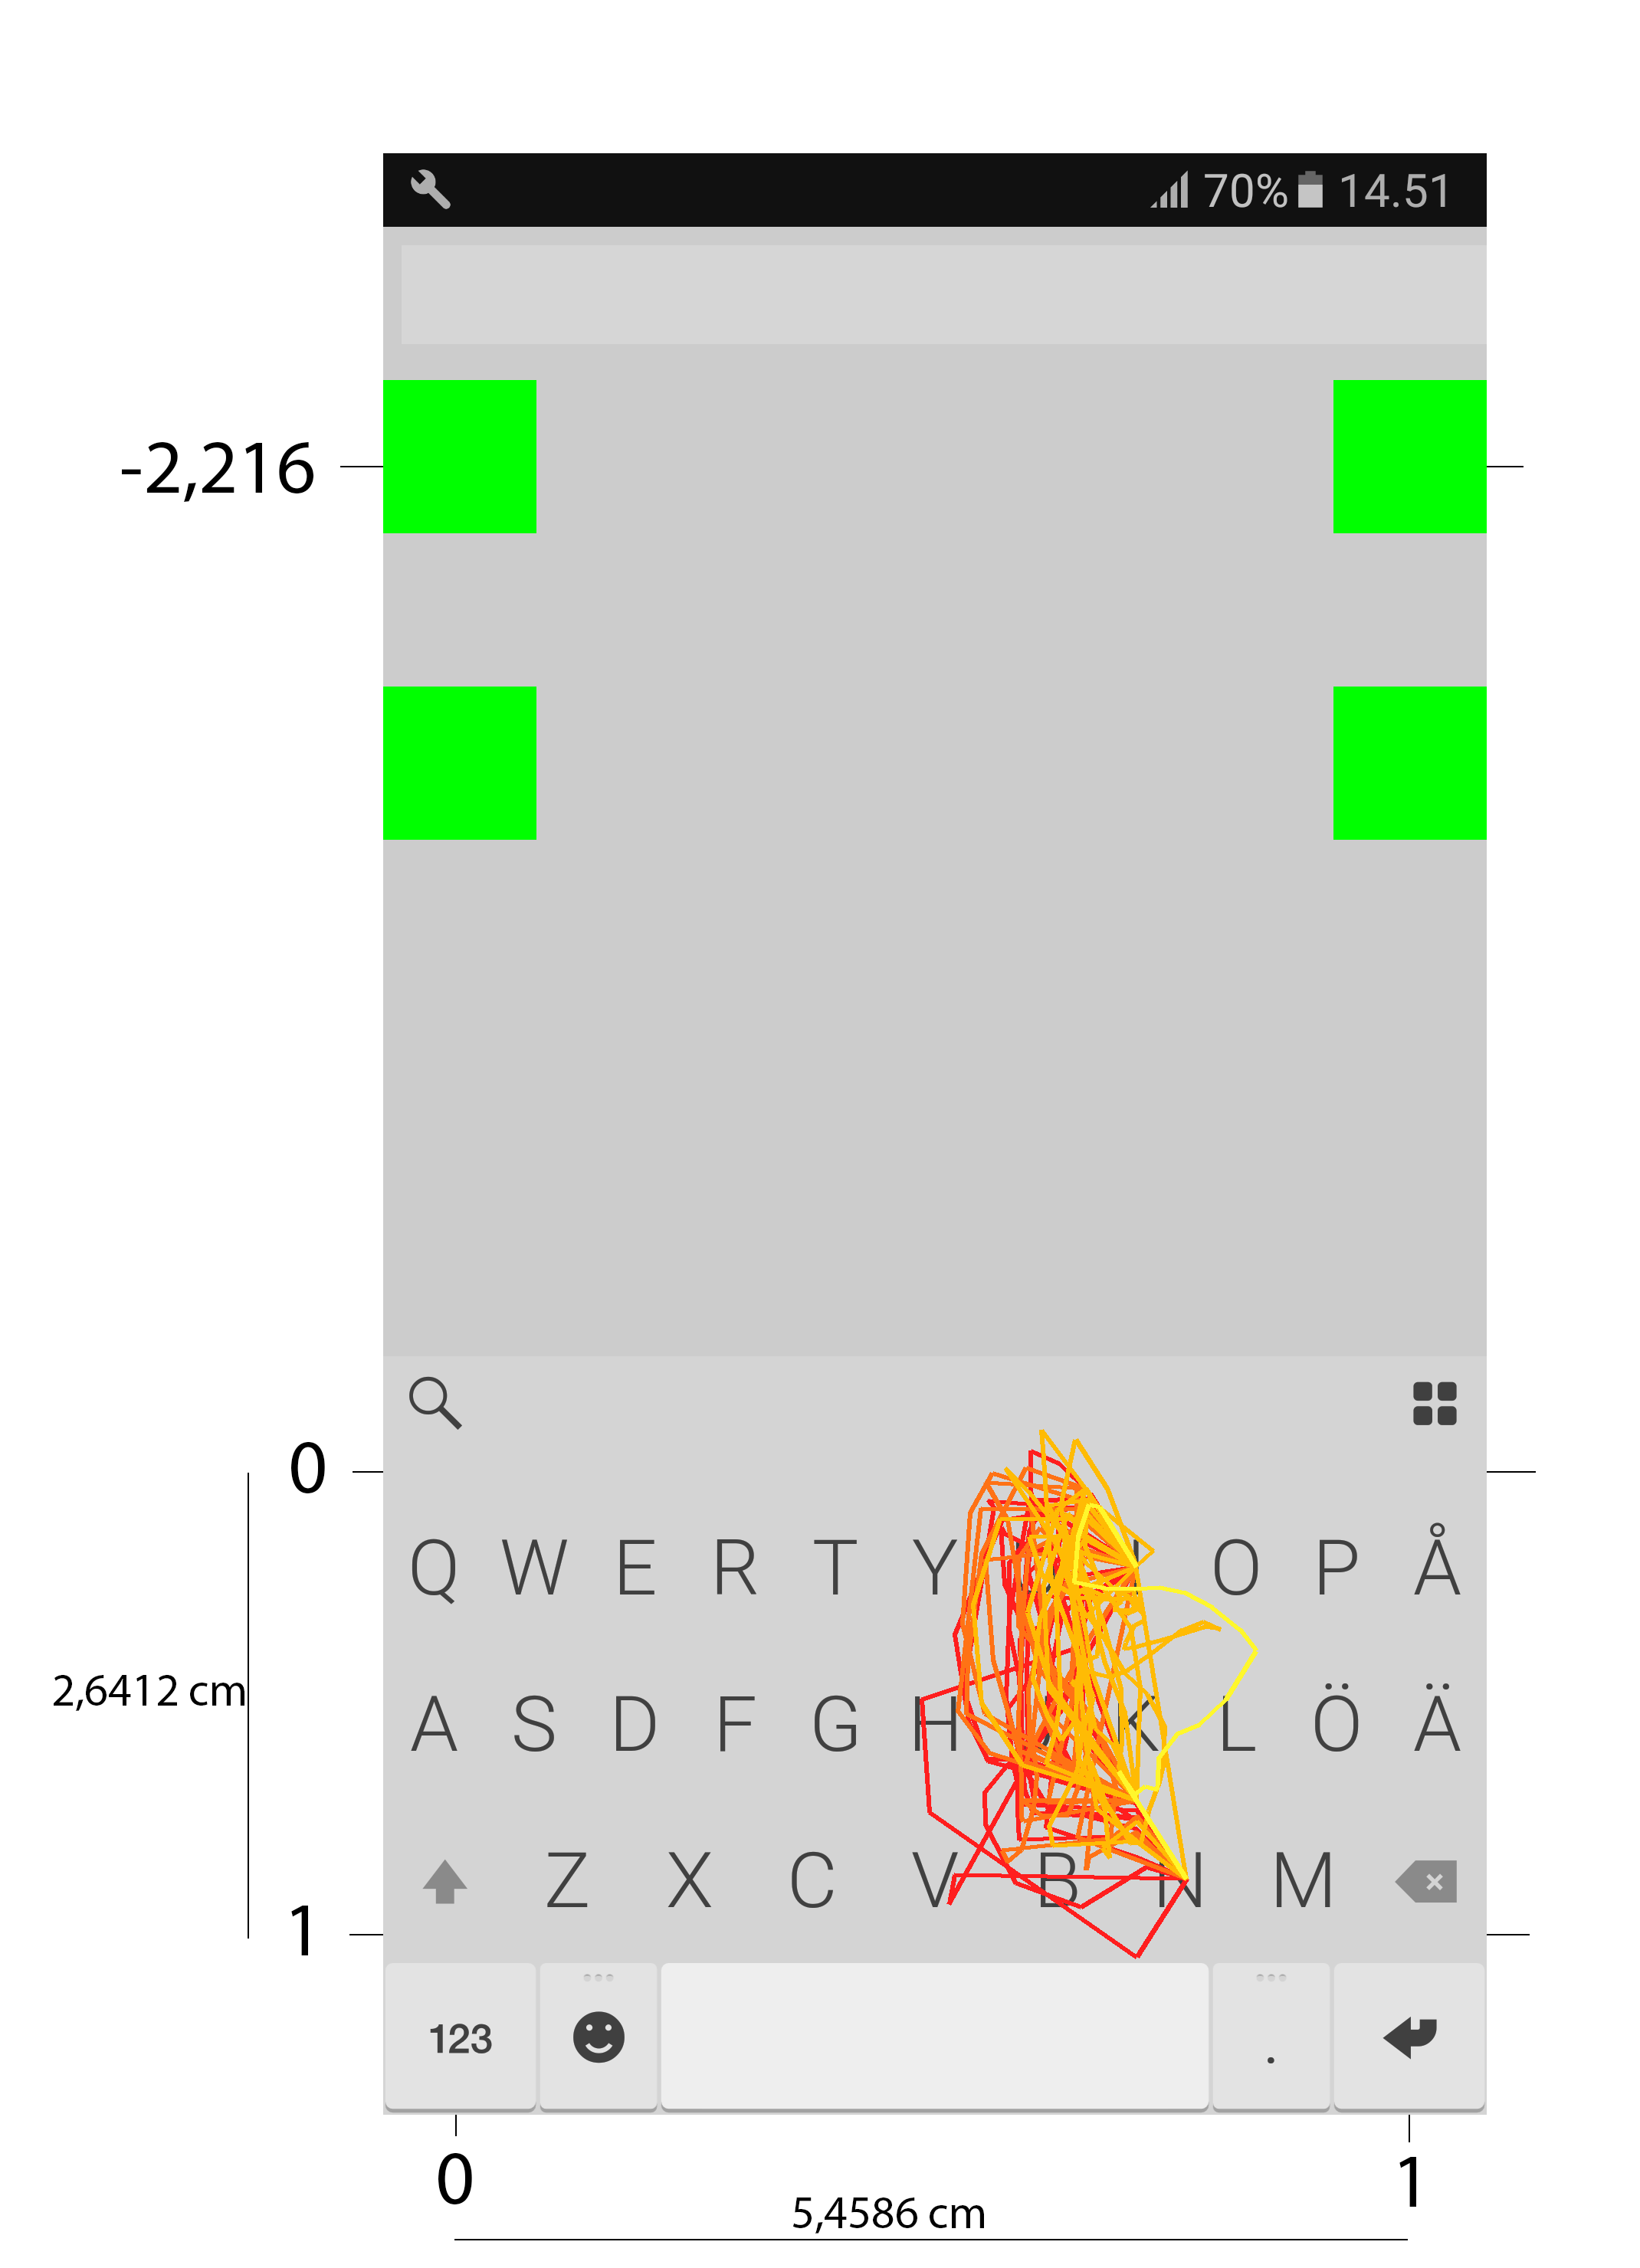 70% 14.51
-2,216
0
Q W E R T Y O P Å
2,6412 cm
A S D F G H K L Ö Ä
Z X C V B N M
1
123 .
0 1
5,4586 cm